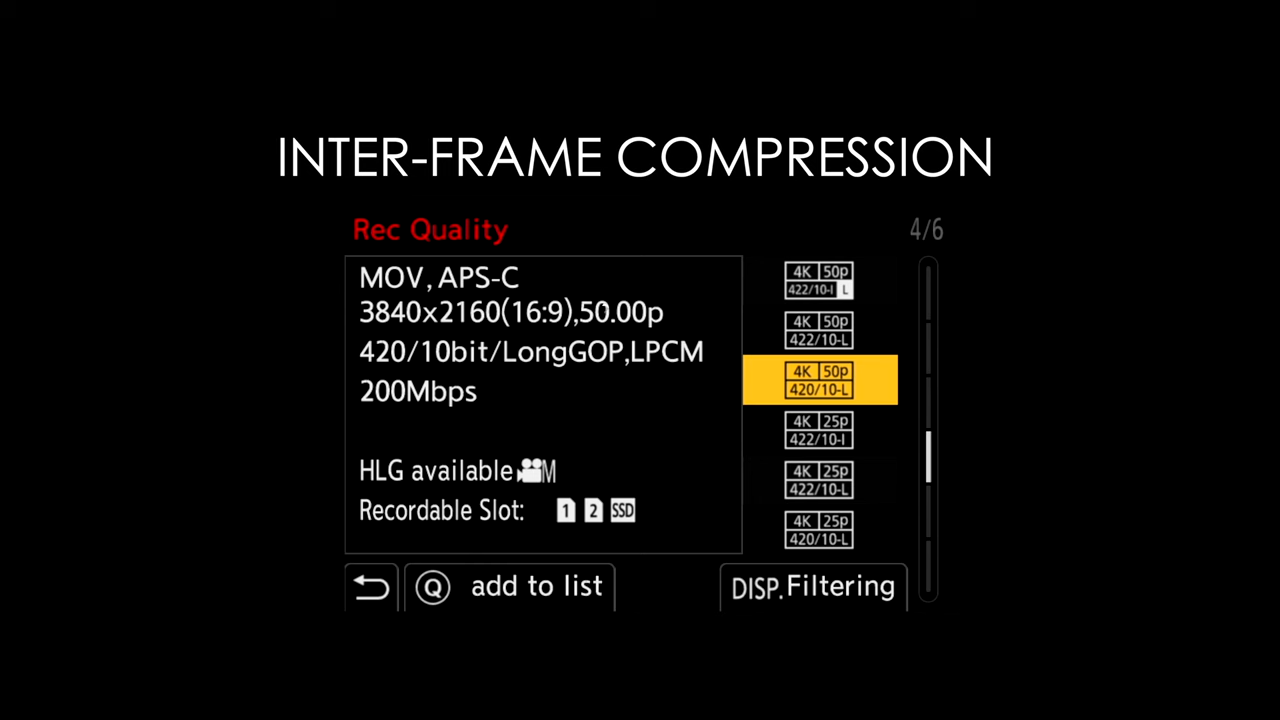 INTER-FRAME COMPRESSION
Rec Quality
4/6
MOV, APS-C
3840x2160(16:9),50.00p
420/10bit/LongGOP,LPCM
200Mbps
HLG available M
Recordable Slot: 1 2 SSD
4K 50p
422/10-I L
4K 50p
422/10-L
4K 50p
420/10-L
4K 25p
422/10-I
4K 25p
422/10-L
4K 25p
420/10-L
Q add to list
DISP. Filtering